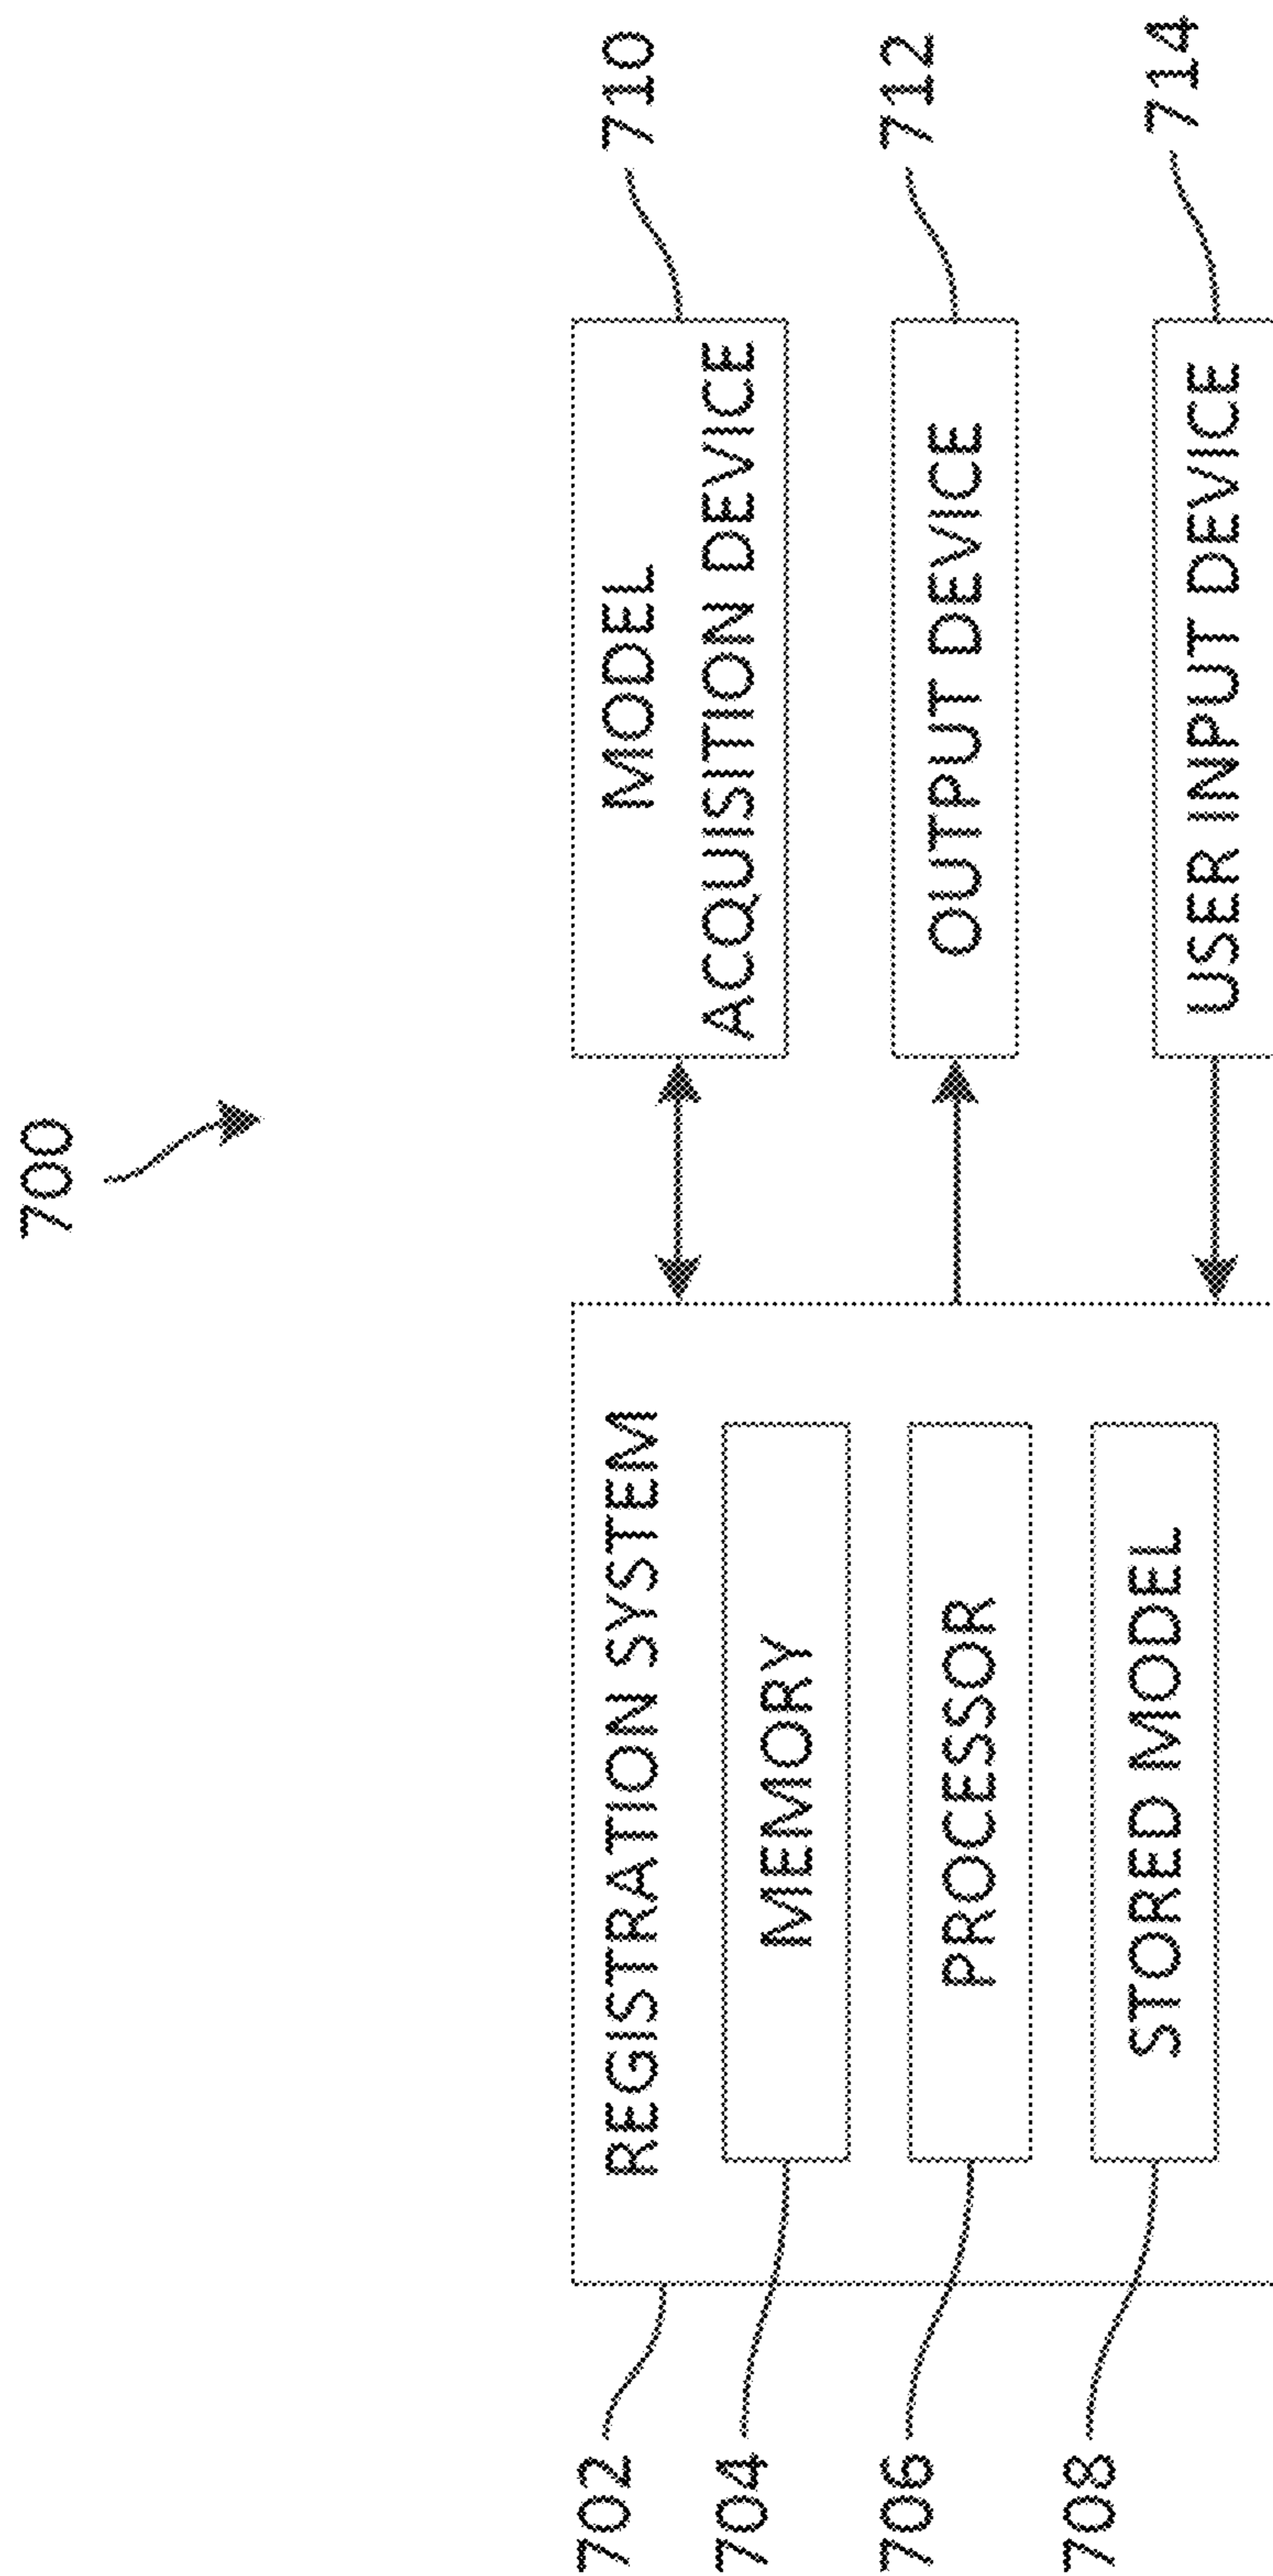 700
REGISTRATION SYSTEM
MEMORY
PROCESSOR
STORED MODEL
702
704
706
708
MODEL
ACQUISITION DEVICE
OUTPUT DEVICE
USER INPUT DEVICE
710
712
714